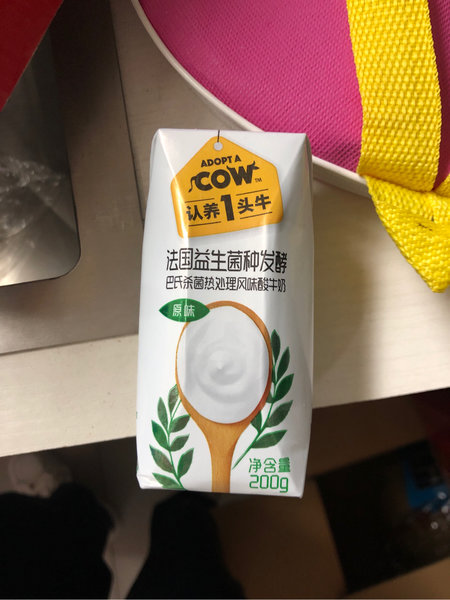 ADOPT A
COW™
认养1头牛
法国益生菌种发酵
巴氏杀菌热处理风味酸牛奶
原味
净含量
200g